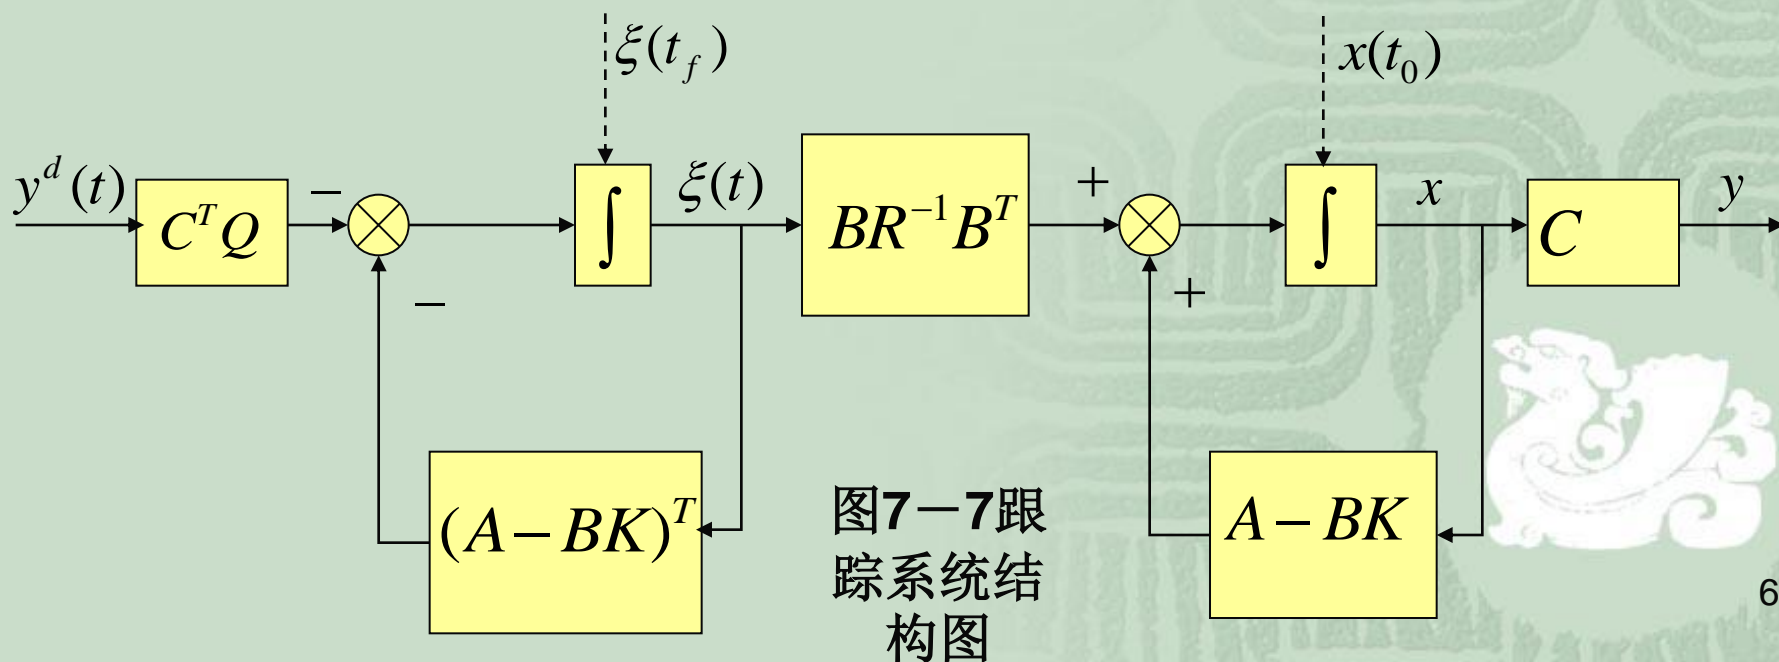 ξ(t_f)
x(t_0)
y^d(t)
C^T Q
−
∫
ξ(t)
BR^{−1}B^T
+
∫
x
C
y
−
+
(A−BK)^T
A−BK
图7－7跟
踪系统结
构图
6